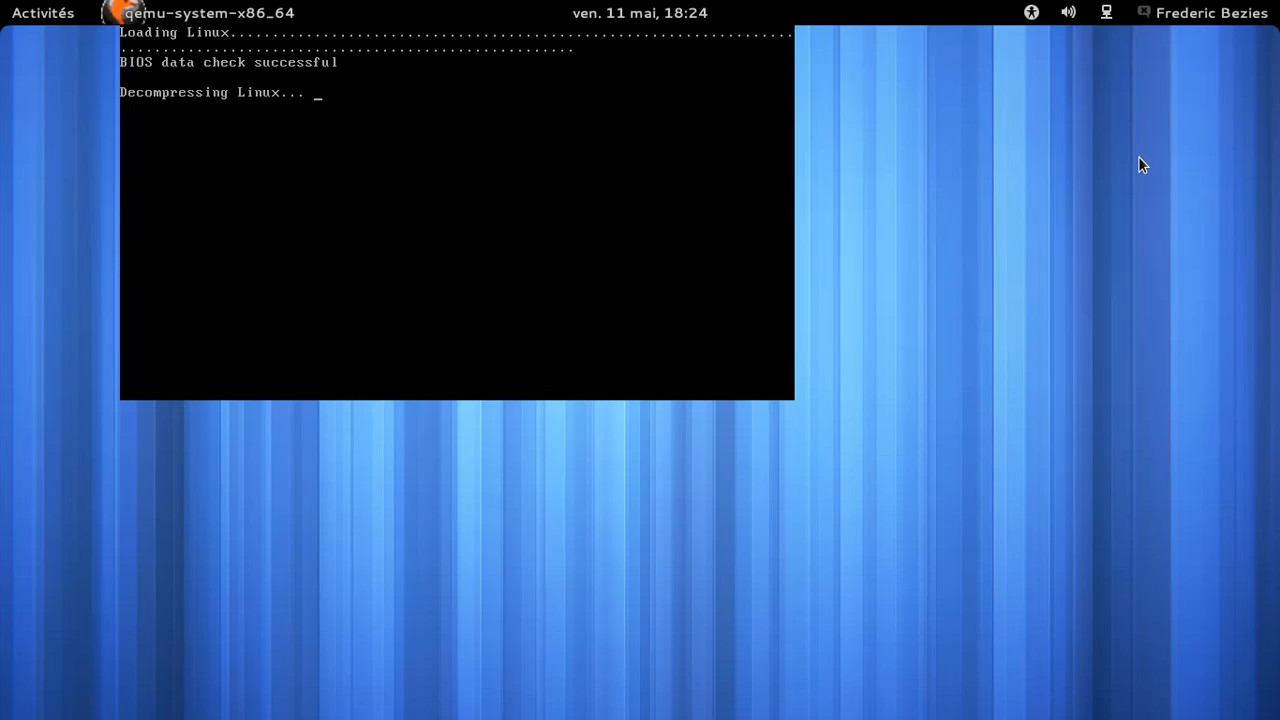 Activités qemu-system-x86_64 ven. 11 mai, 18:24 Frederic Bezies
Loading Linux................................................................... 
......................................................
BIOS data check successful
Decompressing Linux... _